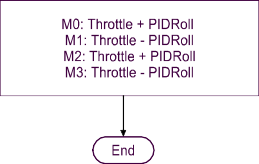 M0: Throttle + PIDRoll
M1: Throttle - PIDRoll
M2: Throttle + PIDRoll
M3: Throttle - PIDRoll
End